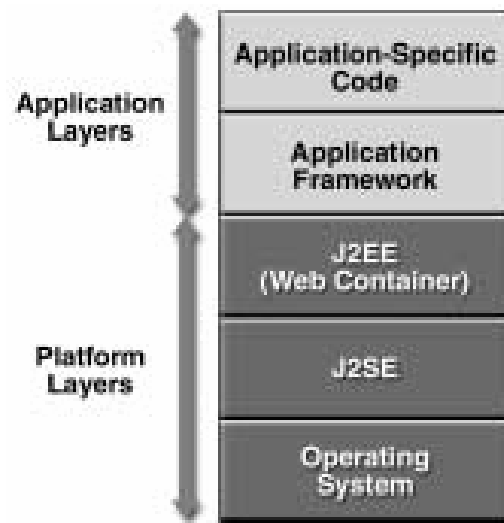 Application-Specific
Code
Application
Layers
Application
Framework
J2EE
(Web Container)
Platform
Layers
J2SE
Operating
System